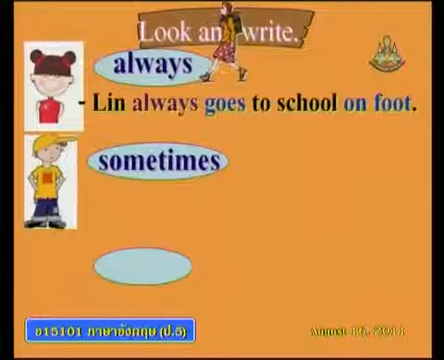 Look an write.
always
- Lin always goes to school on foot.
sometimes
อ15101 ภาษาอังกฤษ (ป.5)
August 16, 2011